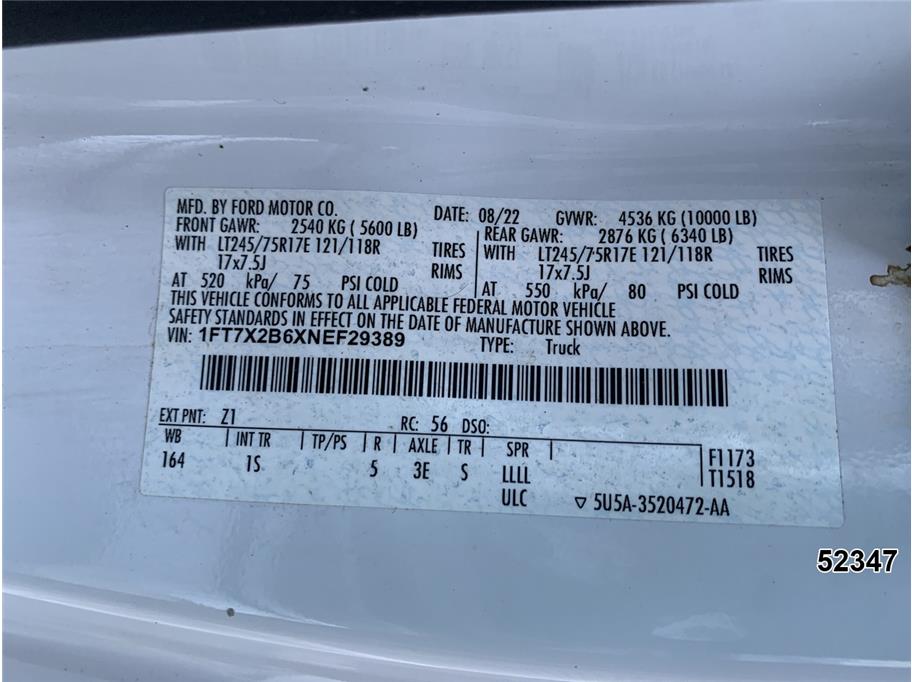 MFD. BY FORD MOTOR CO. DATE: 08/22 GVWR: 4536 KG (10000 LB)
FRONT GAWR: 2540 KG ( 5600 LB) REAR GAWR: 2876 KG ( 6340 LB)
WITH LT245/75R17E 121/118R TIRES WITH LT245/75R17E 121/118R TIRES
17x7.5J RIMS 17x7.5J RIMS
AT 520 kPa/ 75 PSI COLD AT 550 kPa/ 80 PSI COLD
THIS VEHICLE CONFORMS TO ALL APPLICABLE FEDERAL MOTOR VEHICLE
SAFETY STANDARDS IN EFFECT ON THE DATE OF MANUFACTURE SHOWN ABOVE.
VIN: 1FT7X2B6XNEF29389 TYPE: Truck
EXT PNT: Z1 RC: 56 DSO:
WB INT TR TP/PS R AXLE TR SPR F1173
164 1S 5 3E S LLLL T1518
ULC ▽ 5U5A-3520472-AA
52347